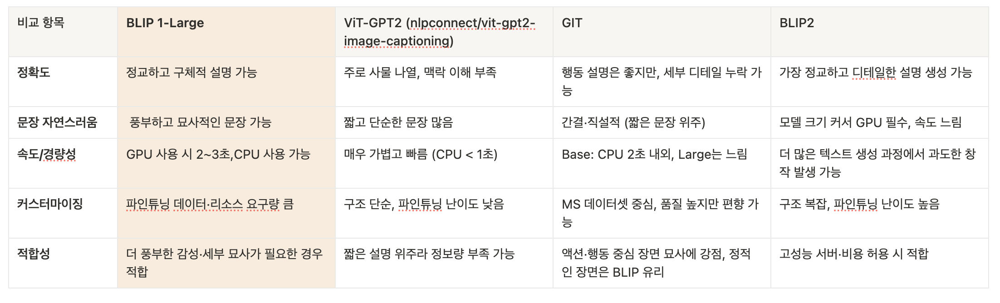 비교 항목
BLIP 1-Large
ViT-GPT2 (nlpconnect/vit-gpt2-
image-captioning)
GIT
BLIP2
정확도
정교하고 구체적 설명 가능
주로 사물 나열, 맥락 이해 부족
행동 설명은 좋지만, 세부 디테일 누락 가
능
가장 정교하고 디테일한 설명 생성 가능
문장 자연스러움
풍부하고 묘사적인 문장 가능
짧고 단순한 문장 많음
간결·직설적 (짧은 문장 위주)
모델 크기 커서 GPU 필수, 속도 느림
속도/경량성
GPU 사용 시 2~3초,CPU 사용 가능
매우 가볍고 빠름 (CPU < 1초)
Base: CPU 2초 내외, Large는 느림
더 많은 텍스트 생성 과정에서 과도한 창
작 발생 가능
커스터마이징
파인튜닝 데이터·리소스 요구량 큼
구조 단순, 파인튜닝 난이도 낮음
MS 데이터셋 중심, 품질 높지만 편향 가
능
구조 복잡, 파인튜닝 난이도 높음
적합성
더 풍부한 감성·세부 묘사가 필요한 경우
적합
짧은 설명 위주라 정보량 부족 가능
액션·행동 중심 장면 묘사에 강점, 정적
인 장면은 BLIP 유리
고성능 서버·비용 허용 시 적합